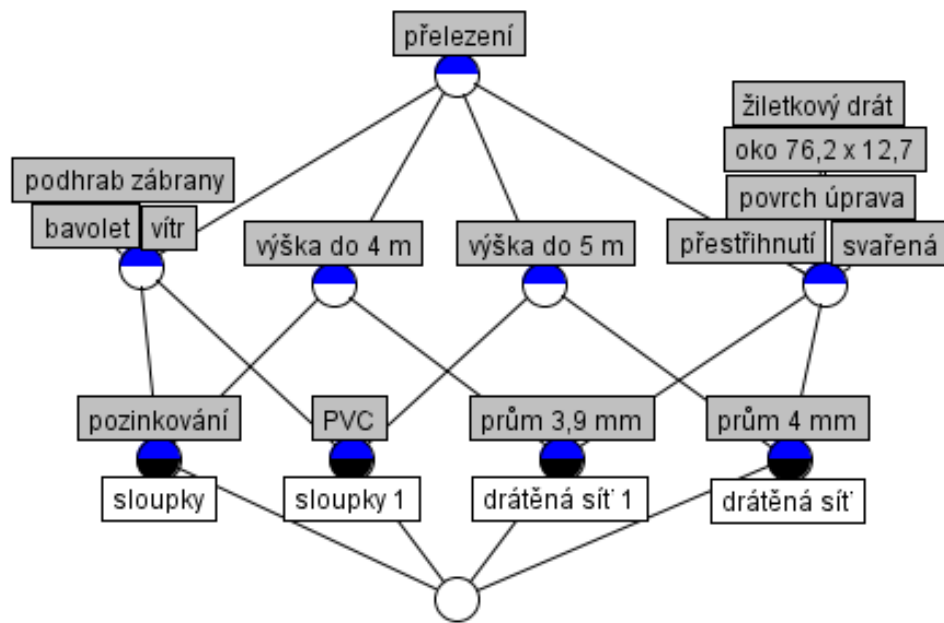 přelezení
žiletkový drát
oko 76,2 x 12,7
podhrab zábrany
povrch úprava
bavolet
vítr
výška do 4 m
výška do 5 m
přestřihnutí
svařená
pozinkování
PVC
prům 3,9 mm
prům 4 mm
sloupky
sloupky 1
drátěná síť 1
drátěná síť